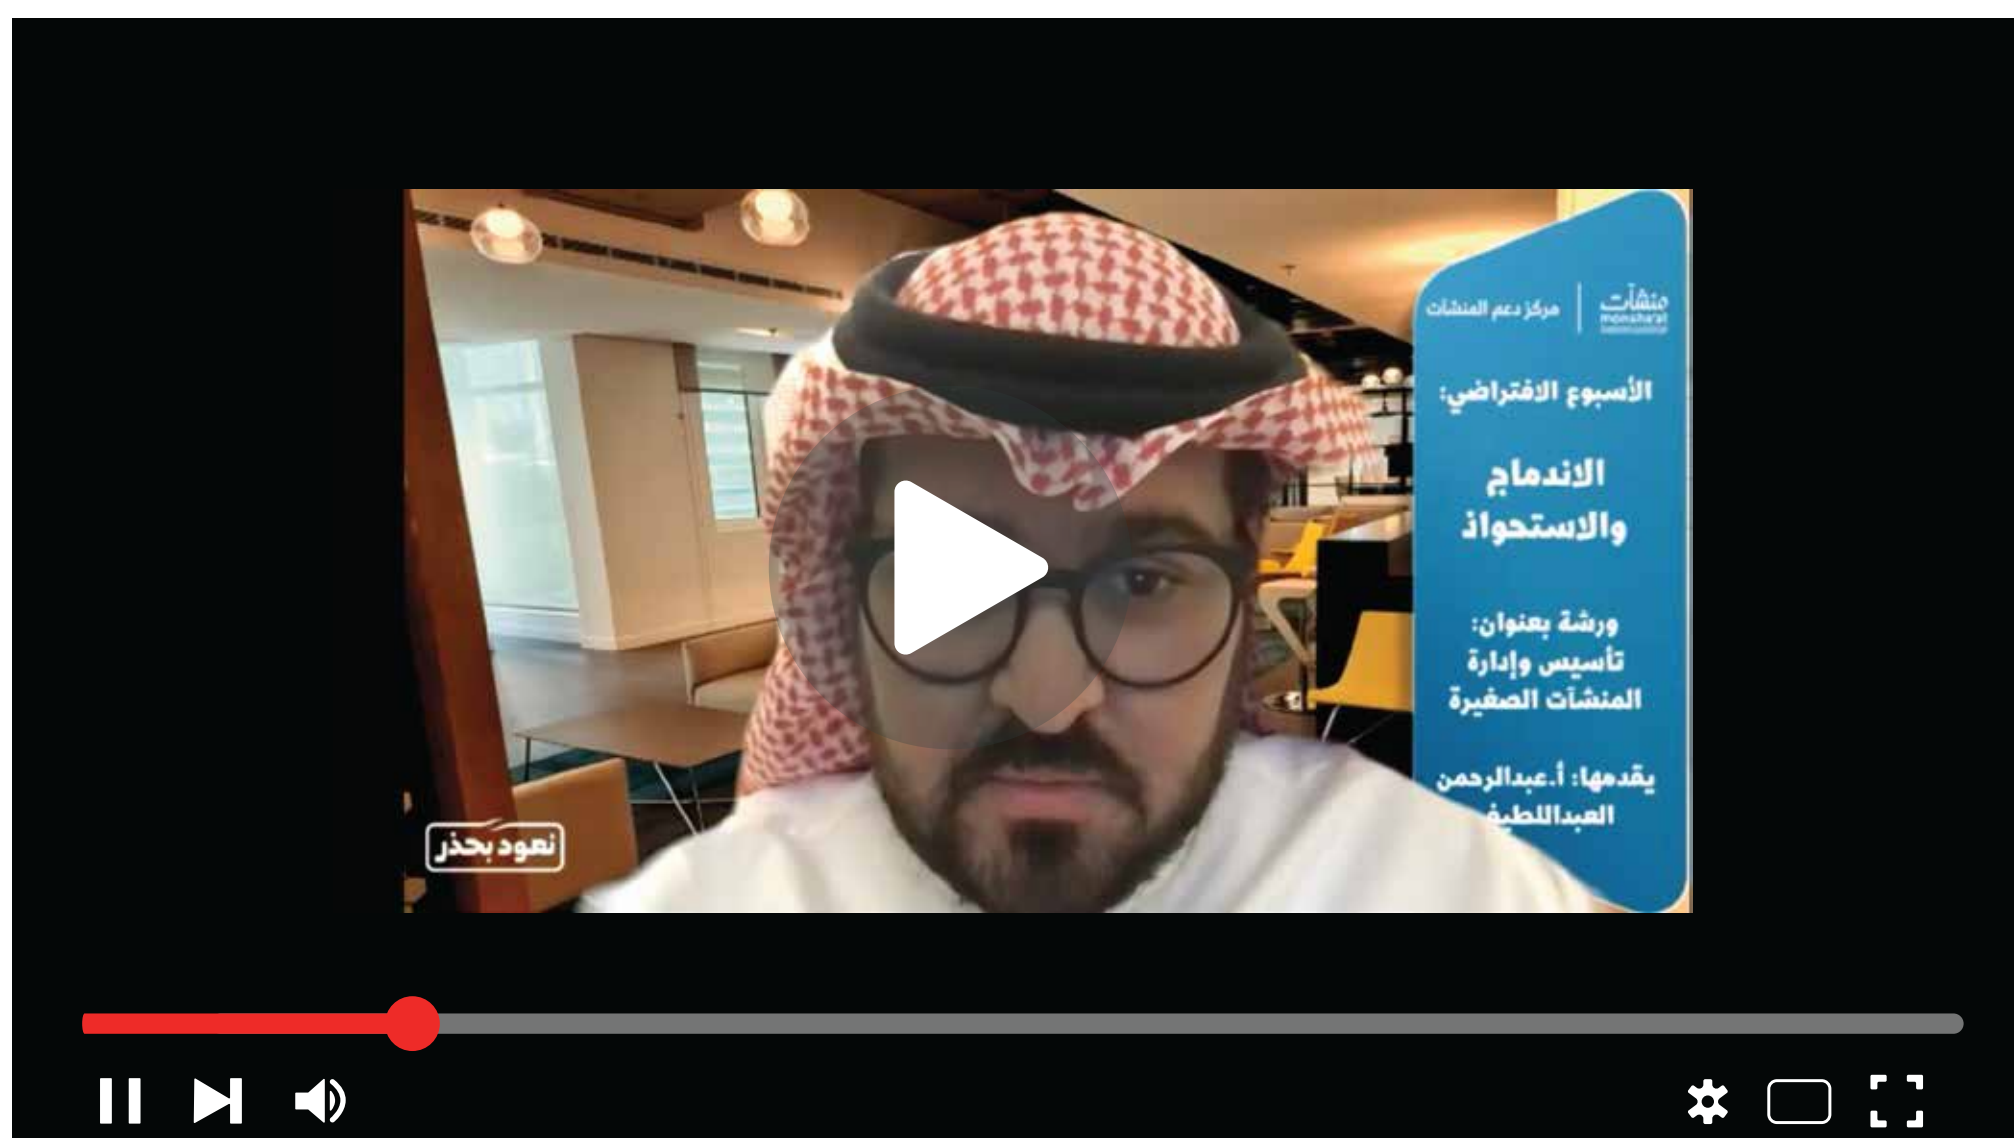 منشآت
monsha'at
مركز دعم المنشآت
الأسبوع الافتراضي:
الاندماج
والاستحواذ
ورشة بعنوان:
تأسيس وإدارة
المنشآت الصغيرة
يقدمها: أ.عبدالرحمن
العبداللطيف
نعود بحذر